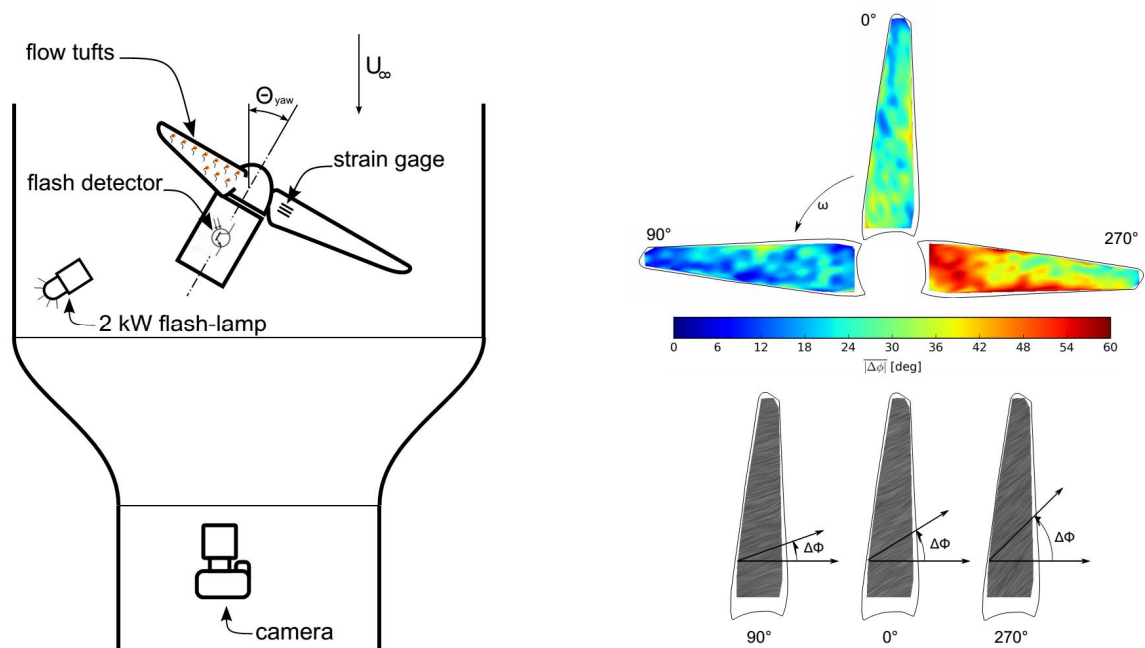 flow tufts
U∞
Θyaw
strain gage
flash detector
2 kW flash-lamp
camera
0°
ω
90°
270°
0 6 12 18 24 30 36 42 48 54 60
|Δϕ| [deg]
ΔΦ
ΔΦ
ΔΦ
90°
0°
270°